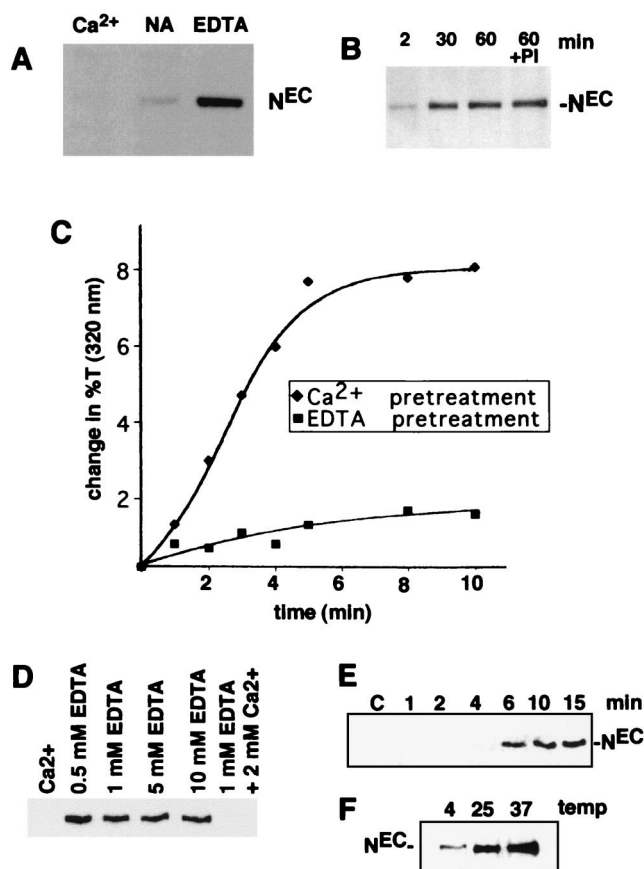 A
Ca²⁺ NA EDTA
Nᴱᶜ
B
2 30 60 60 min
+PI
-Nᴱᶜ
C
change in %T (320 nm)
8
6
4
2
Ca²⁺ pretreatment
EDTA pretreatment
2 4 6 8 10
time (min)
D
Ca2+
0.5 mM EDTA
1 mM EDTA
5 mM EDTA
10 mM EDTA
1 mM EDTA
+ 2 mM Ca2+
E
C 1 2 4 6 10 15 min
-Nᴱᶜ
F
4 25 37 temp
Nᴱᶜ-